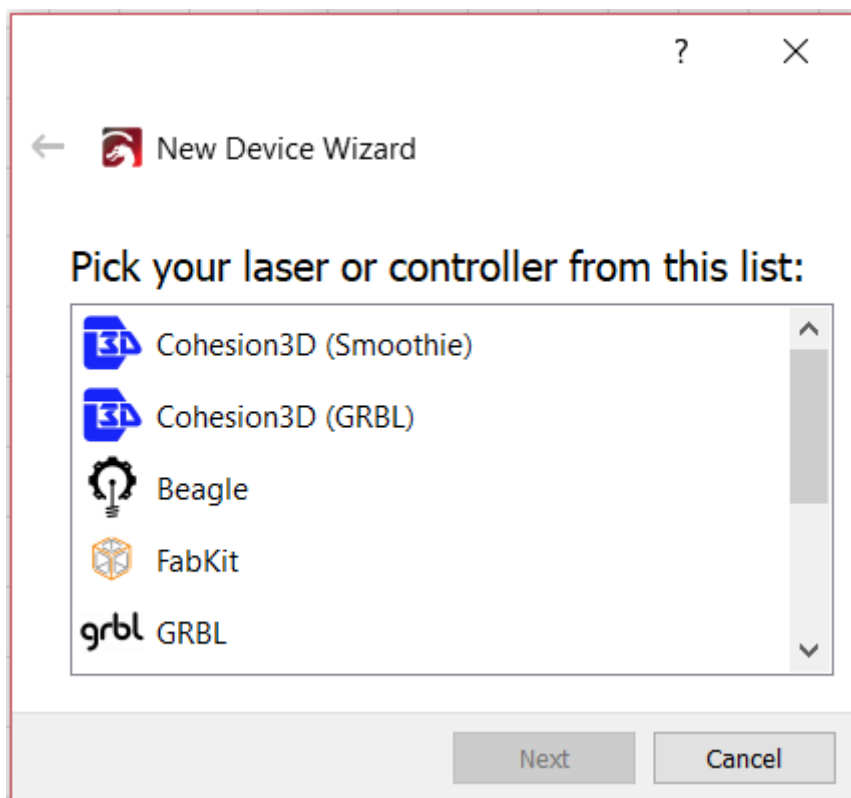 ?
New Device Wizard
Pick your laser or controller from this list:
Cohesion3D (Smoothie)
Cohesion3D (GRBL)
Beagle
FabKit
grbl GRBL
Next Cancel